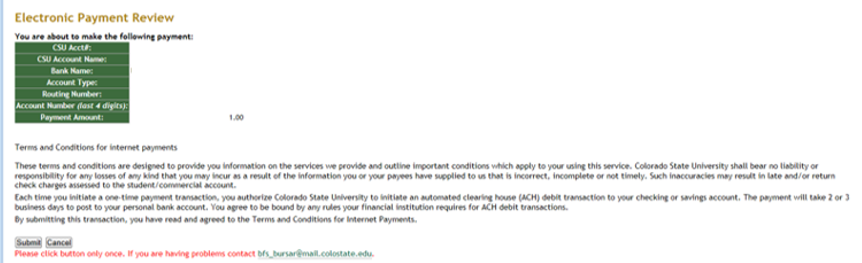 Electronic Payment Review
You are about to make the following payment:
CSU Acct#:
CSU Account Name:
Bank Name:
Account Type:
Routing Number:
Account Number (last 4 digits):
Payment Amount: 1.00
Terms and Conditions for internet payments
These terms and conditions are designed to provide you information on the services we provide and outline important conditions which apply to your using this service. Colorado State University shall bear no liability or
responsibility for any losses of any kind that you may incur as a result of the information you or your payees have supplied to us that is incorrect, incomplete or not timely. Such inaccuracies may result in late and/or return
check charges assessed to the student/commercial account.
Each time you initiate a one-time payment transaction, you authorize Colorado State University to initiate an automated clearing house (ACH) debit transaction to your checking or savings account. The payment will take 2 or 3
business days to post to your personal bank account. You agree to be bound by any rules your financial institution requires for ACH debit transactions.
By submitting this transaction, you have read and agreed to the Terms and Conditions for Internet Payments.
Submit Cancel
Please click button only once. If you are having problems contact bfs_bursar@mail.colostate.edu.